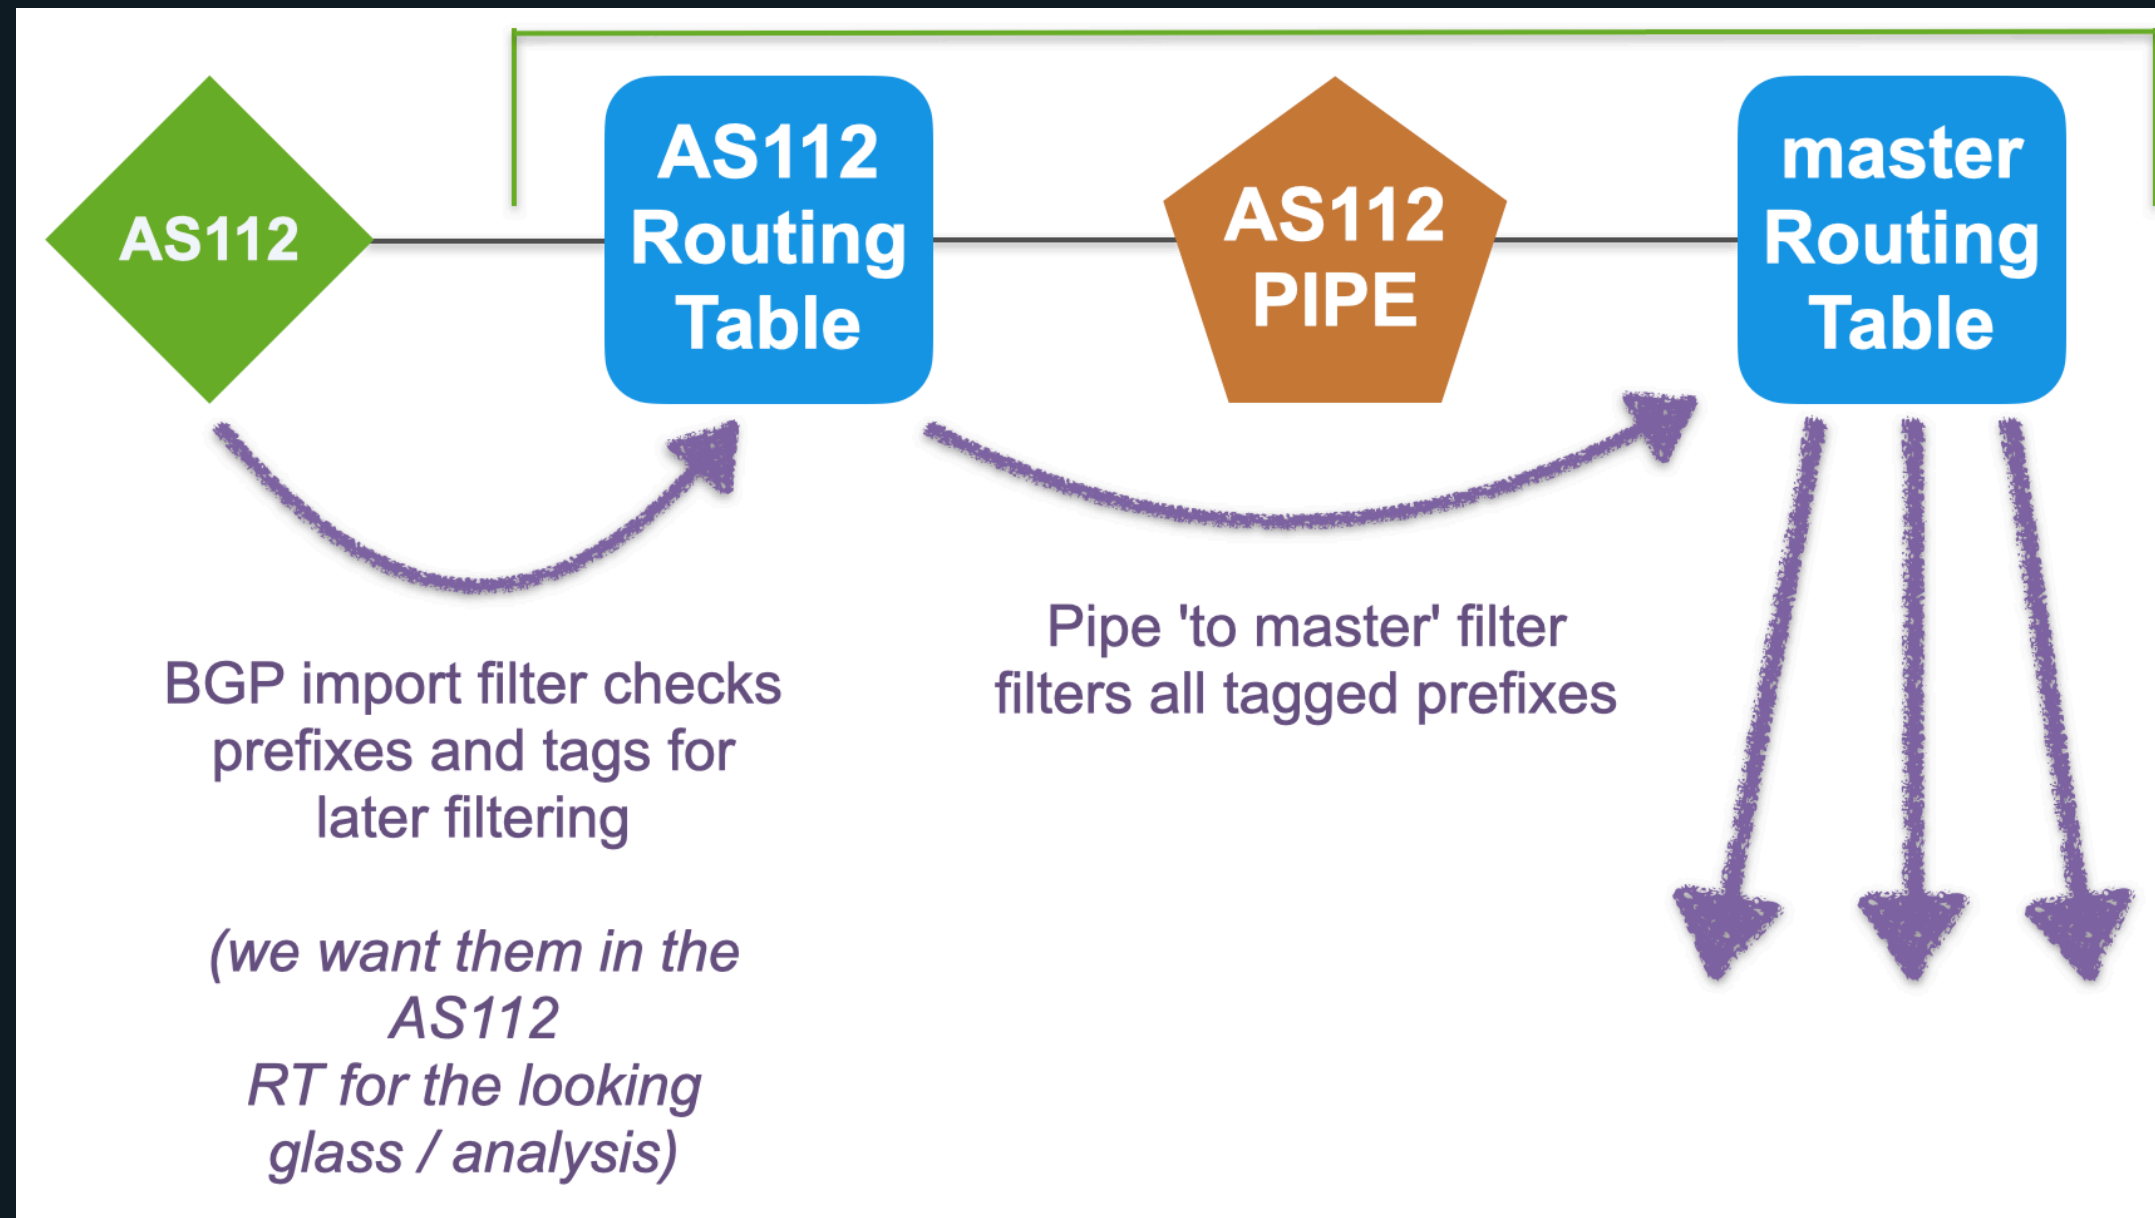 AS112
AS112
Routing
Table
AS112
PIPE
master
Routing
Table
BGP import filter checks
prefixes and tags for
later filtering
(we want them in the
AS112
RT for the looking
glass / analysis)
Pipe 'to master' filter
filters all tagged prefixes